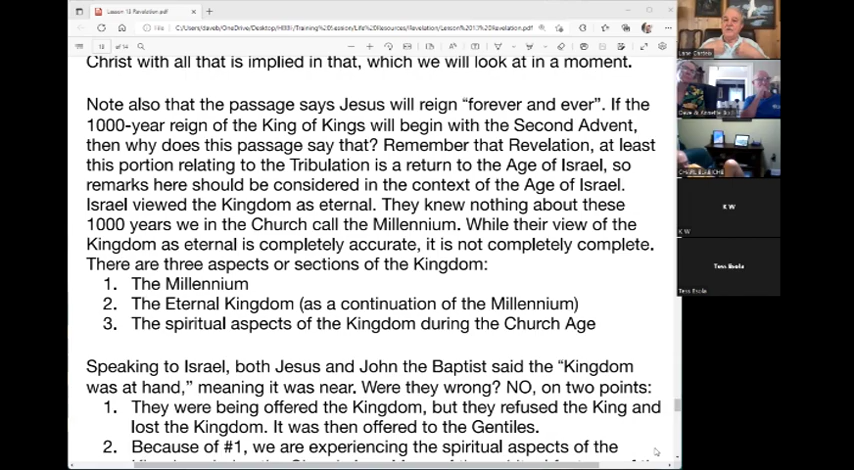 Lesson 13 Revelation.pdf
File
18 of 14
Christ with all that is implied in that, which we will look at in a moment.
Note also that the passage says Jesus will reign “forever and ever”. If the
1000-year reign of the King of Kings will begin with the Second Advent,
then why does this passage say that? Remember that Revelation, at least
this portion relating to the Tribulation is a return to the Age of Israel, so
remarks here should be considered in the context of the Age of Israel.
Israel viewed the Kingdom as eternal. They knew nothing about these
1000 years we in the Church call the Millennium. While their view of the
Kingdom as eternal is completely accurate, it is not completely complete.
There are three aspects or sections of the Kingdom:
1. The Millennium
2. The Eternal Kingdom (as a continuation of the Millennium)
3. The spiritual aspects of the Kingdom during the Church Age
Speaking to Israel, both Jesus and John the Baptist said the “Kingdom
was at hand,” meaning it was near. Were they wrong? NO, on two points:
1. They were being offered the Kingdom, but they refused the King and
lost the Kingdom. It was then offered to the Gentiles.
2. Because of #1, we are experiencing the spiritual aspects of the
K W
K W